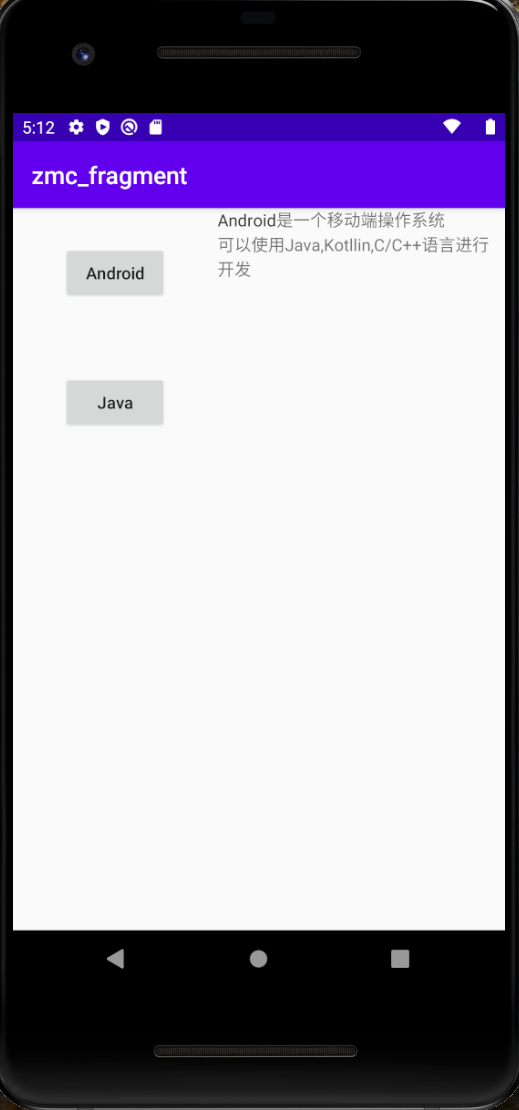 5:12
zmc_fragment
Android是一个移动端操作系统
可以使用Java,Kotllin,C/C++语言进行
开发
Android
Java